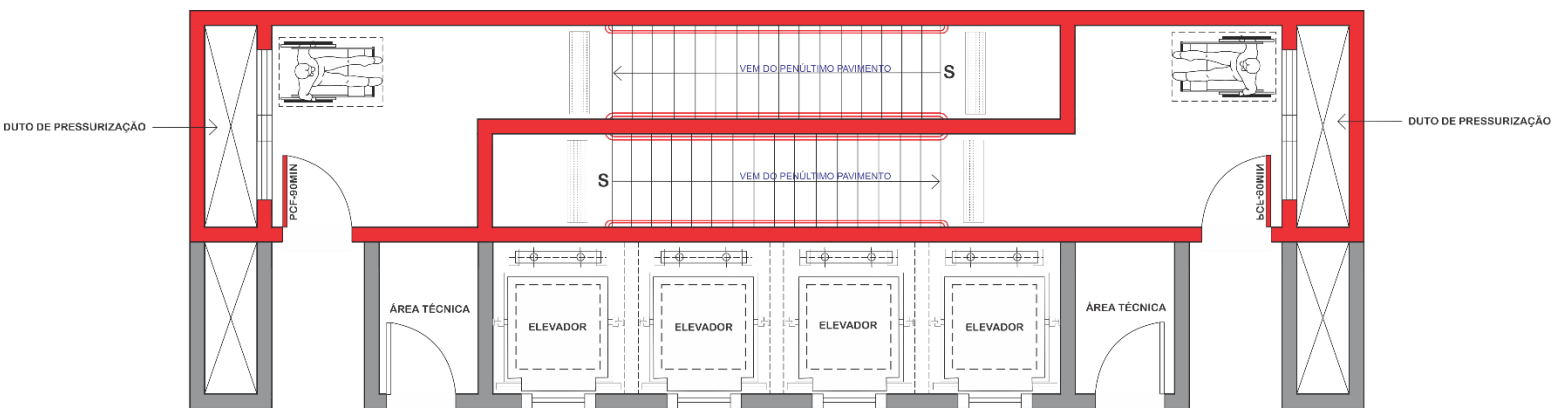 VEM DO PENÚLTIMO PAVIMENTO
S
DUTO DE PRESSURIZAÇÃO
DUTO DE PRESSURIZAÇÃO
PCF-90MIN
S
VEM DO PENÚLTIMO PAVIMENTO
PCF-90MIN
ÁREA TÉCNICA
ELEVADOR
ELEVADOR
ELEVADOR
ELEVADOR
ÁREA TÉCNICA